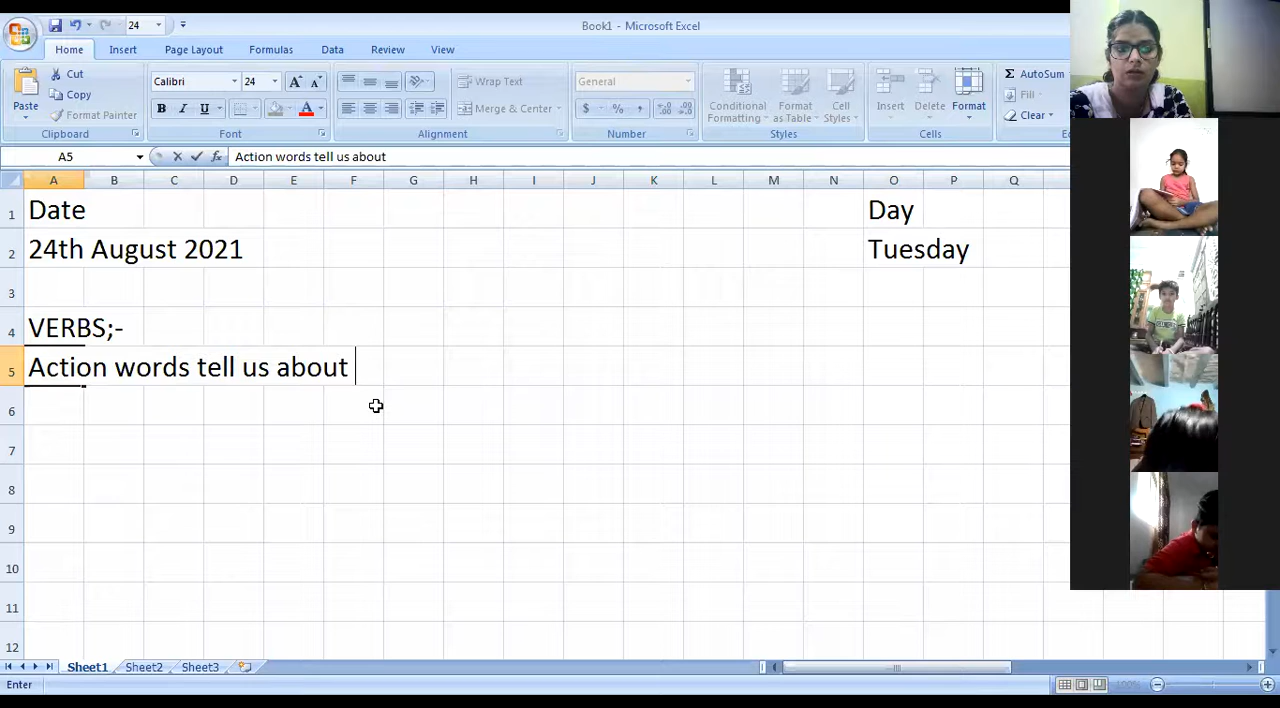 24
Book1 - Microsoft Excel
Home Insert Page Layout Formulas Data Review View
Paste
Cut
Copy
Format Painter
Clipboard
Calibri 24
B I U
Font
Wrap Text
Merge & Center
Alignment
General
$ % ,
Number
Conditional Formatting
Format as Table
Cell Styles
Styles
Insert Delete Format
Cells
Σ AutoSum
Fill
Clear
A5 fx Action words tell us about
A B C D E F G H I J K L M N O P Q
1 Date Day
2 24th August 2021 Tuesday
3
4 VERBS;-
5 Action words tell us about
6
7
8
9
10
11
12
Sheet1 Sheet2 Sheet3
Enter 100%